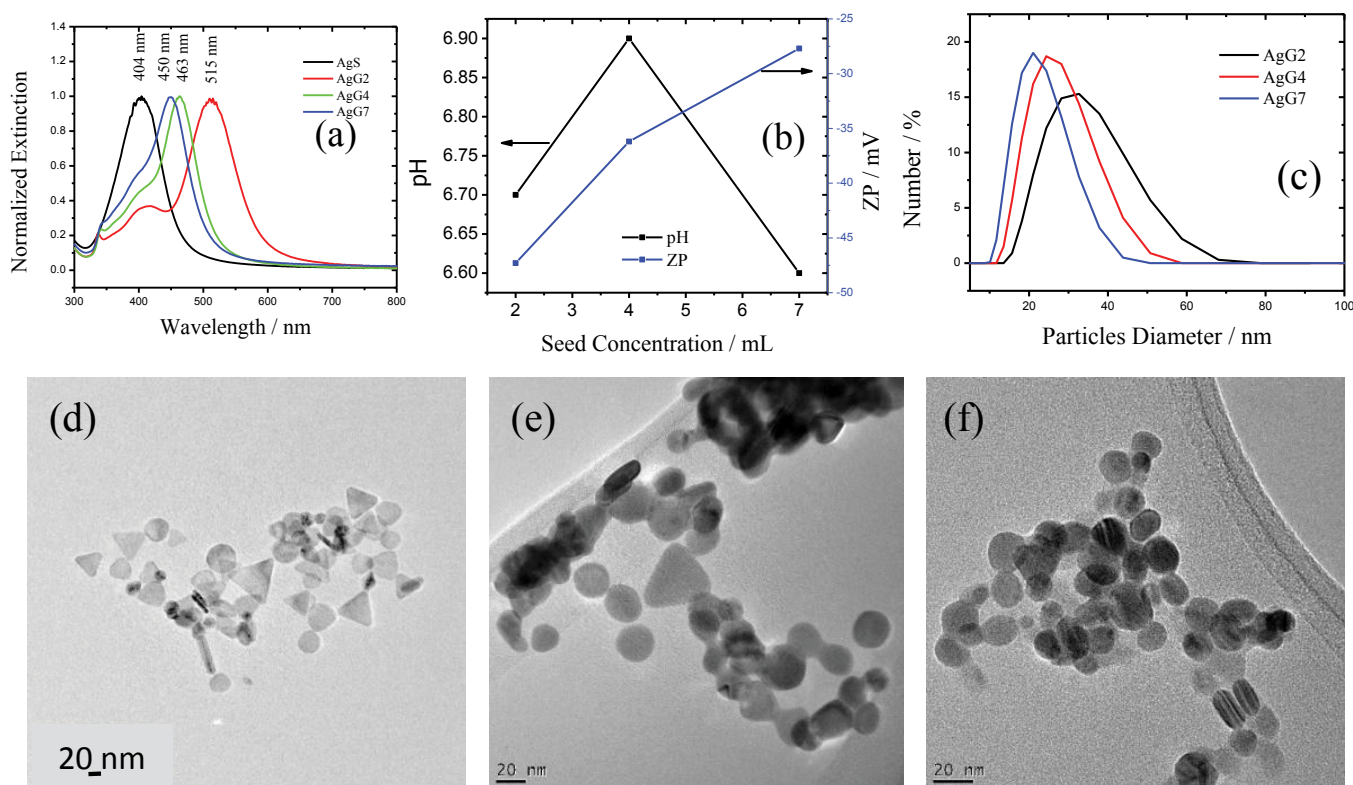 404 nm
450 nm
463 nm
515 nm
AgS
AgG2
AgG4
AgG7
(a)
Normalized Extinction
1.4
1.2
1.0
0.8
0.6
0.4
0.2
0.0
300 400 500 600 700 800
Wavelength / nm
(b)
pH
6.90
6.85
6.80
6.75
6.70
6.65
6.60
pH
ZP
2 3 4 5 6 7
Seed Concentration / mL
-25
-30
-35
-40
-45
-50
ZP / mV
(c)
AgG2
AgG4
AgG7
Number / %
20
15
10
5
0
20 40 60 80 100
Particles Diameter / nm
(d)
20 nm
(e)
20 nm
(f)
20 nm